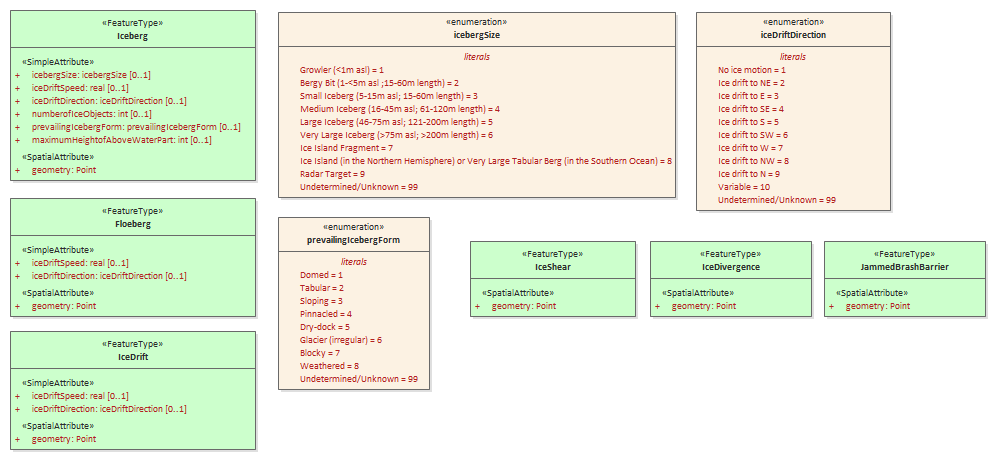 «FeatureType»
Iceberg
«SimpleAttribute»
+ icebergSize: icebergSize [0..1]
+ iceDriftSpeed: real [0..1]
+ iceDriftDirection: iceDriftDirection [0..1]
+ numberofIceObjects: int [0..1]
+ prevailingIcebergForm: prevailingIcebergForm [0..1]
+ maximumHeightofAboveWaterPart: int [0..1]
«SpatialAttribute»
+ geometry: Point
«enumeration»
icebergSize
literals
Growler (<1m asl) = 1
Bergy Bit (1-<5m asl ;15-60m length) = 2
Small Iceberg (5-15m asl; 15-60m length) = 3
Medium Iceberg (16-45m asl; 61-120m length) = 4
Large Iceberg (46-75m asl; 121-200m length) = 5
Very Large Iceberg (>75m asl; >200m length) = 6
Ice Island Fragment = 7
Ice Island (in the Northern Hemisphere) or Very Large Tabular Berg (in the Southern Ocean) = 8
Radar Target = 9
Undetermined/Unknown = 99
«enumeration»
iceDriftDirection
literals
No ice motion = 1
Ice drift to NE = 2
Ice drift to E = 3
Ice drift to SE = 4
Ice drift to S = 5
Ice drift to SW = 6
Ice drift to W = 7
Ice drift to NW = 8
Ice drift to N = 9
Variable = 10
Undetermined/Unknown = 99
«FeatureType»
Floeberg
«SimpleAttribute»
+ iceDriftSpeed: real [0..1]
+ iceDriftDirection: iceDriftDirection [0..1]
«SpatialAttribute»
+ geometry: Point
«enumeration»
prevailingIcebergForm
literals
Domed = 1
Tabular = 2
Sloping = 3
Pinnacled = 4
Dry-dock = 5
Glacier (irregular) = 6
Blocky = 7
Weathered = 8
Undetermined/Unknown = 99
«FeatureType»
IceShear
«SpatialAttribute»
+ geometry: Point
«FeatureType»
IceDivergence
«SpatialAttribute»
+ geometry: Point
«FeatureType»
JammedBrashBarrier
«SpatialAttribute»
+ geometry: Point
«FeatureType»
IceDrift
«SimpleAttribute»
+ iceDriftSpeed: real [0..1]
+ iceDriftDirection: iceDriftDirection [0..1]
«SpatialAttribute»
+ geometry: Point